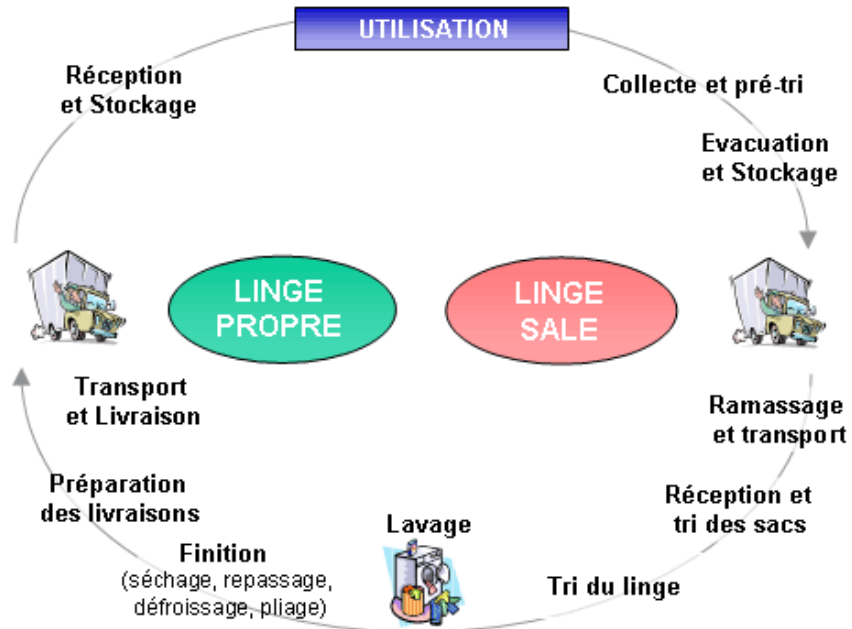 UTILISATION
Réception
et Stockage
Collecte et pré-tri
Evacuation
et Stockage
LINGE
PROPRE
LINGE
SALE
Transport
et Livraison
Ramassage
et transport
Préparation
des livraisons
Réception et
tri des sacs
Lavage
Finition
(séchage, repassage,
défroissage, pliage)
Tri du linge